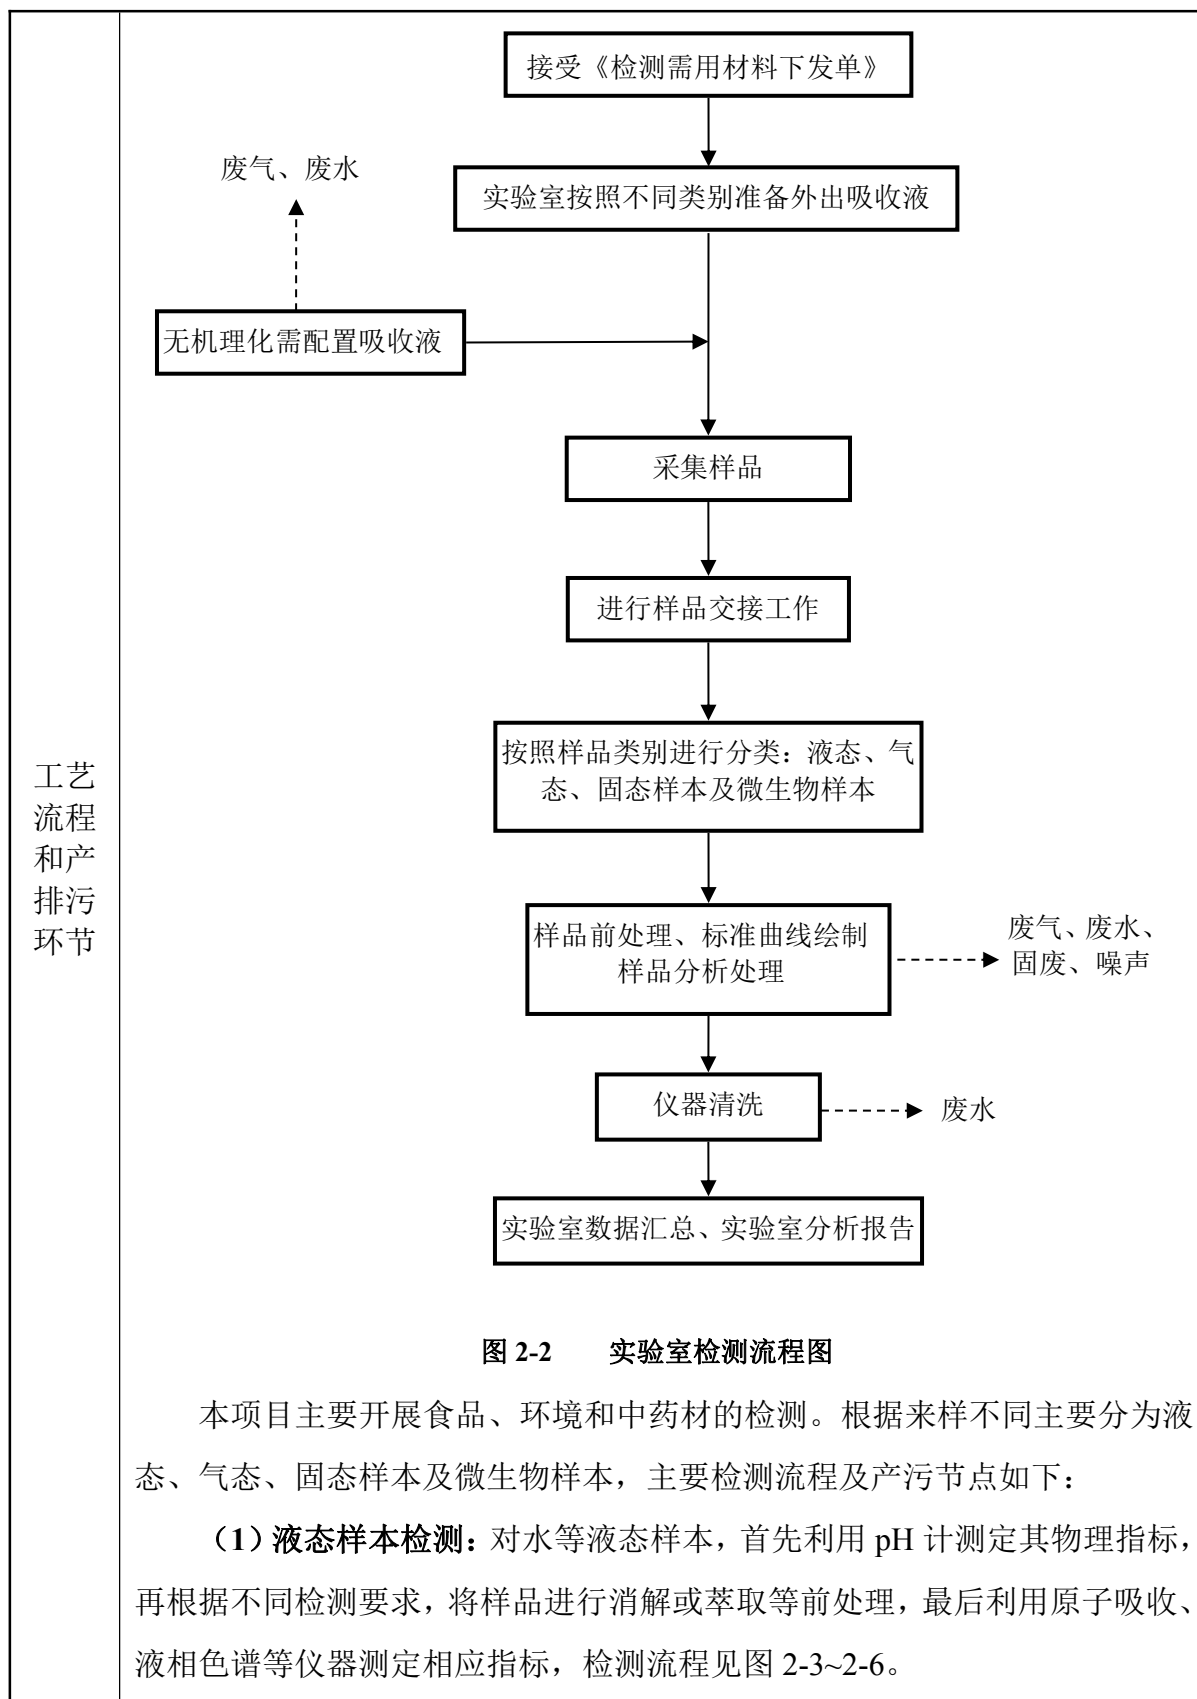 接受《检测需用材料下发单》
废气、废水
实验室按照不同类别准备外出吸收液
无机理化需配置吸收液
采集样品
进行样品交接工作
按照样品类别进行分类：液态、气
态、固态样本及微生物样本
样品前处理、标准曲线绘制
样品分析处理
废气、废水、
固废、噪声
仪器清洗
废水
实验室数据汇总、实验室分析报告
工艺
流程
和产
排污
环节
图 2-2 实验室检测流程图
本项目主要开展食品、环境和中药材的检测。根据来样不同主要分为液
态、气态、固态样本及微生物样本，主要检测流程及产污节点如下：
（1）液态样本检测：对水等液态样本，首先利用 pH 计测定其物理指标，
再根据不同检测要求，将样品进行消解或萃取等前处理，最后利用原子吸收、
液相色谱等仪器测定相应指标，检测流程见图 2-3~2-6。